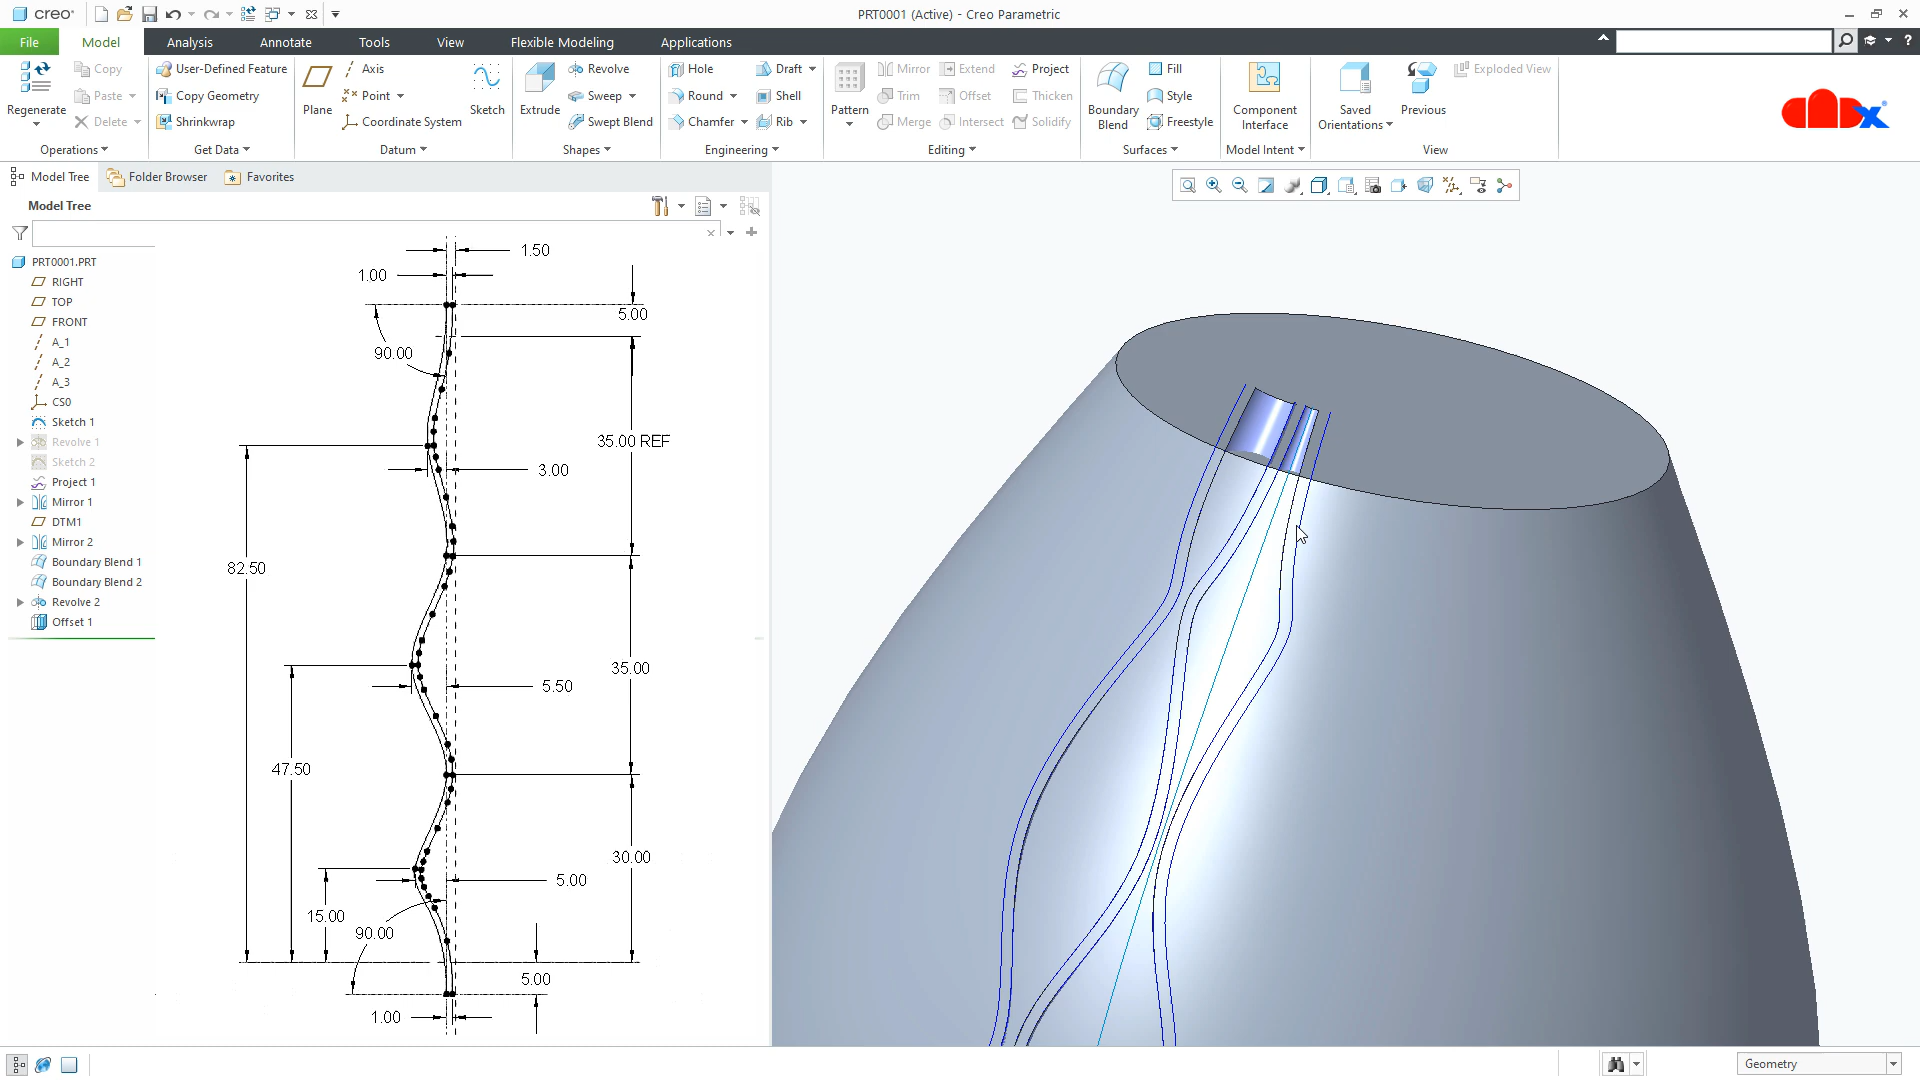 creo
PRT0001 (Active) - Creo Parametric
File
Model
Analysis
Annotate
Tools
View
Flexible Modeling
Applications
Regenerate
Copy
Paste
Delete
Operations
User-Defined Feature
Copy Geometry
Shrinkwrap
Get Data
Plane
Axis
Point
Coordinate System
Sketch
Datum
Extrude
Revolve
Sweep
Swept Blend
Shapes
Hole
Round
Chamfer
Draft
Shell
Rib
Engineering
Pattern
Mirror
Trim
Merge
Extend
Offset
Intersect
Project
Thicken
Solidify
Editing
Boundary
Blend
Fill
Style
Freestyle
Surfaces
Component
Interface
Model Intent
Saved
Orientations
Previous
Exploded View
View
Model Tree
Folder Browser
Favorites
Model Tree
PRT0001.PRT
RIGHT
TOP
FRONT
A_1
A_2
A_3
CS0
Sketch 1
Revolve 1
Sketch 2
Project 1
Mirror 1
DTM1
Mirror 2
Boundary Blend 1
Boundary Blend 2
Revolve 2
Offset 1
1.50
1.00
5.00
90.00
35.00 REF
3.00
82.50
35.00
5.50
47.50
30.00
5.00
15.00
90.00
5.00
1.00
Geometry